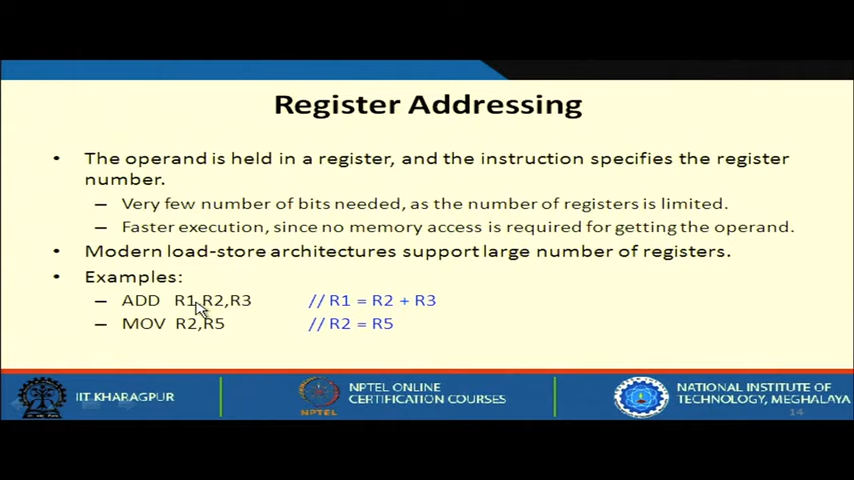 Register Addressing
• The operand is held in a register, and the instruction specifies the register
number.
– Very few number of bits needed, as the number of registers is limited.
– Faster execution, since no memory access is required for getting the operand.
• Modern load-store architectures support large number of registers.
• Examples:
– ADD R1,R2,R3 // R1 = R2 + R3
– MOV R2,R5 // R2 = R5
IIT KHARAGPUR
NPTEL
NPTEL ONLINE
CERTIFICATION COURSES
NATIONAL INSTITUTE OF
TECHNOLOGY, MEGHALAYA
14